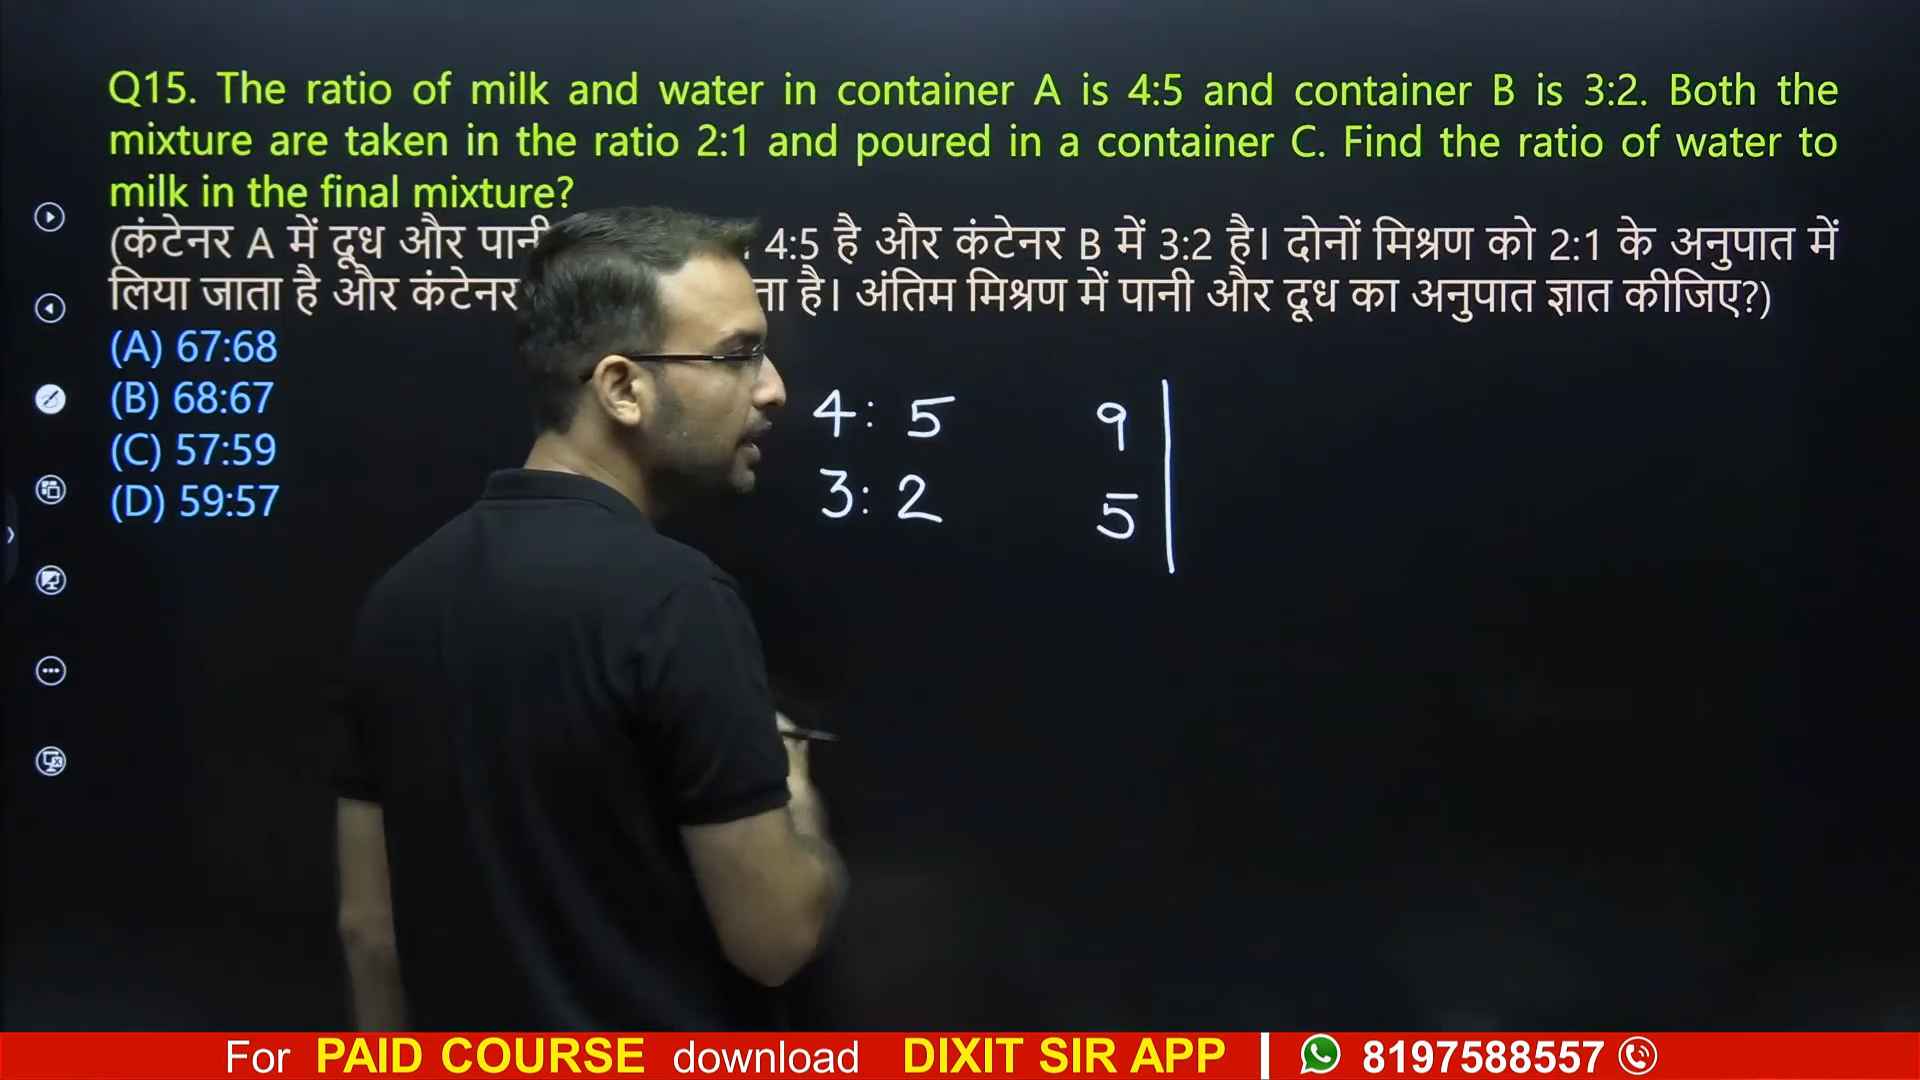 Q15. The ratio of milk and water in container A is 4:5 and container B is 3:2. Both the
mixture are taken in the ratio 2:1 and poured in a container C. Find the ratio of water to
milk in the final mixture?
(कंटेनर A में दूध और पानी 4:5 है और कंटेनर B में 3:2 है। दोनों मिश्रण को 2:1 के अनुपात में
लिया जाता है और कंटेनर है। अंतिम मिश्रण में पानी और दूध का अनुपात ज्ञात कीजिए?)
(A) 67:68
(B) 68:67
(C) 57:59
(D) 59:57
4: 5 9
3: 2 5
For PAID COURSE download DIXIT SIR APP | 8197588557